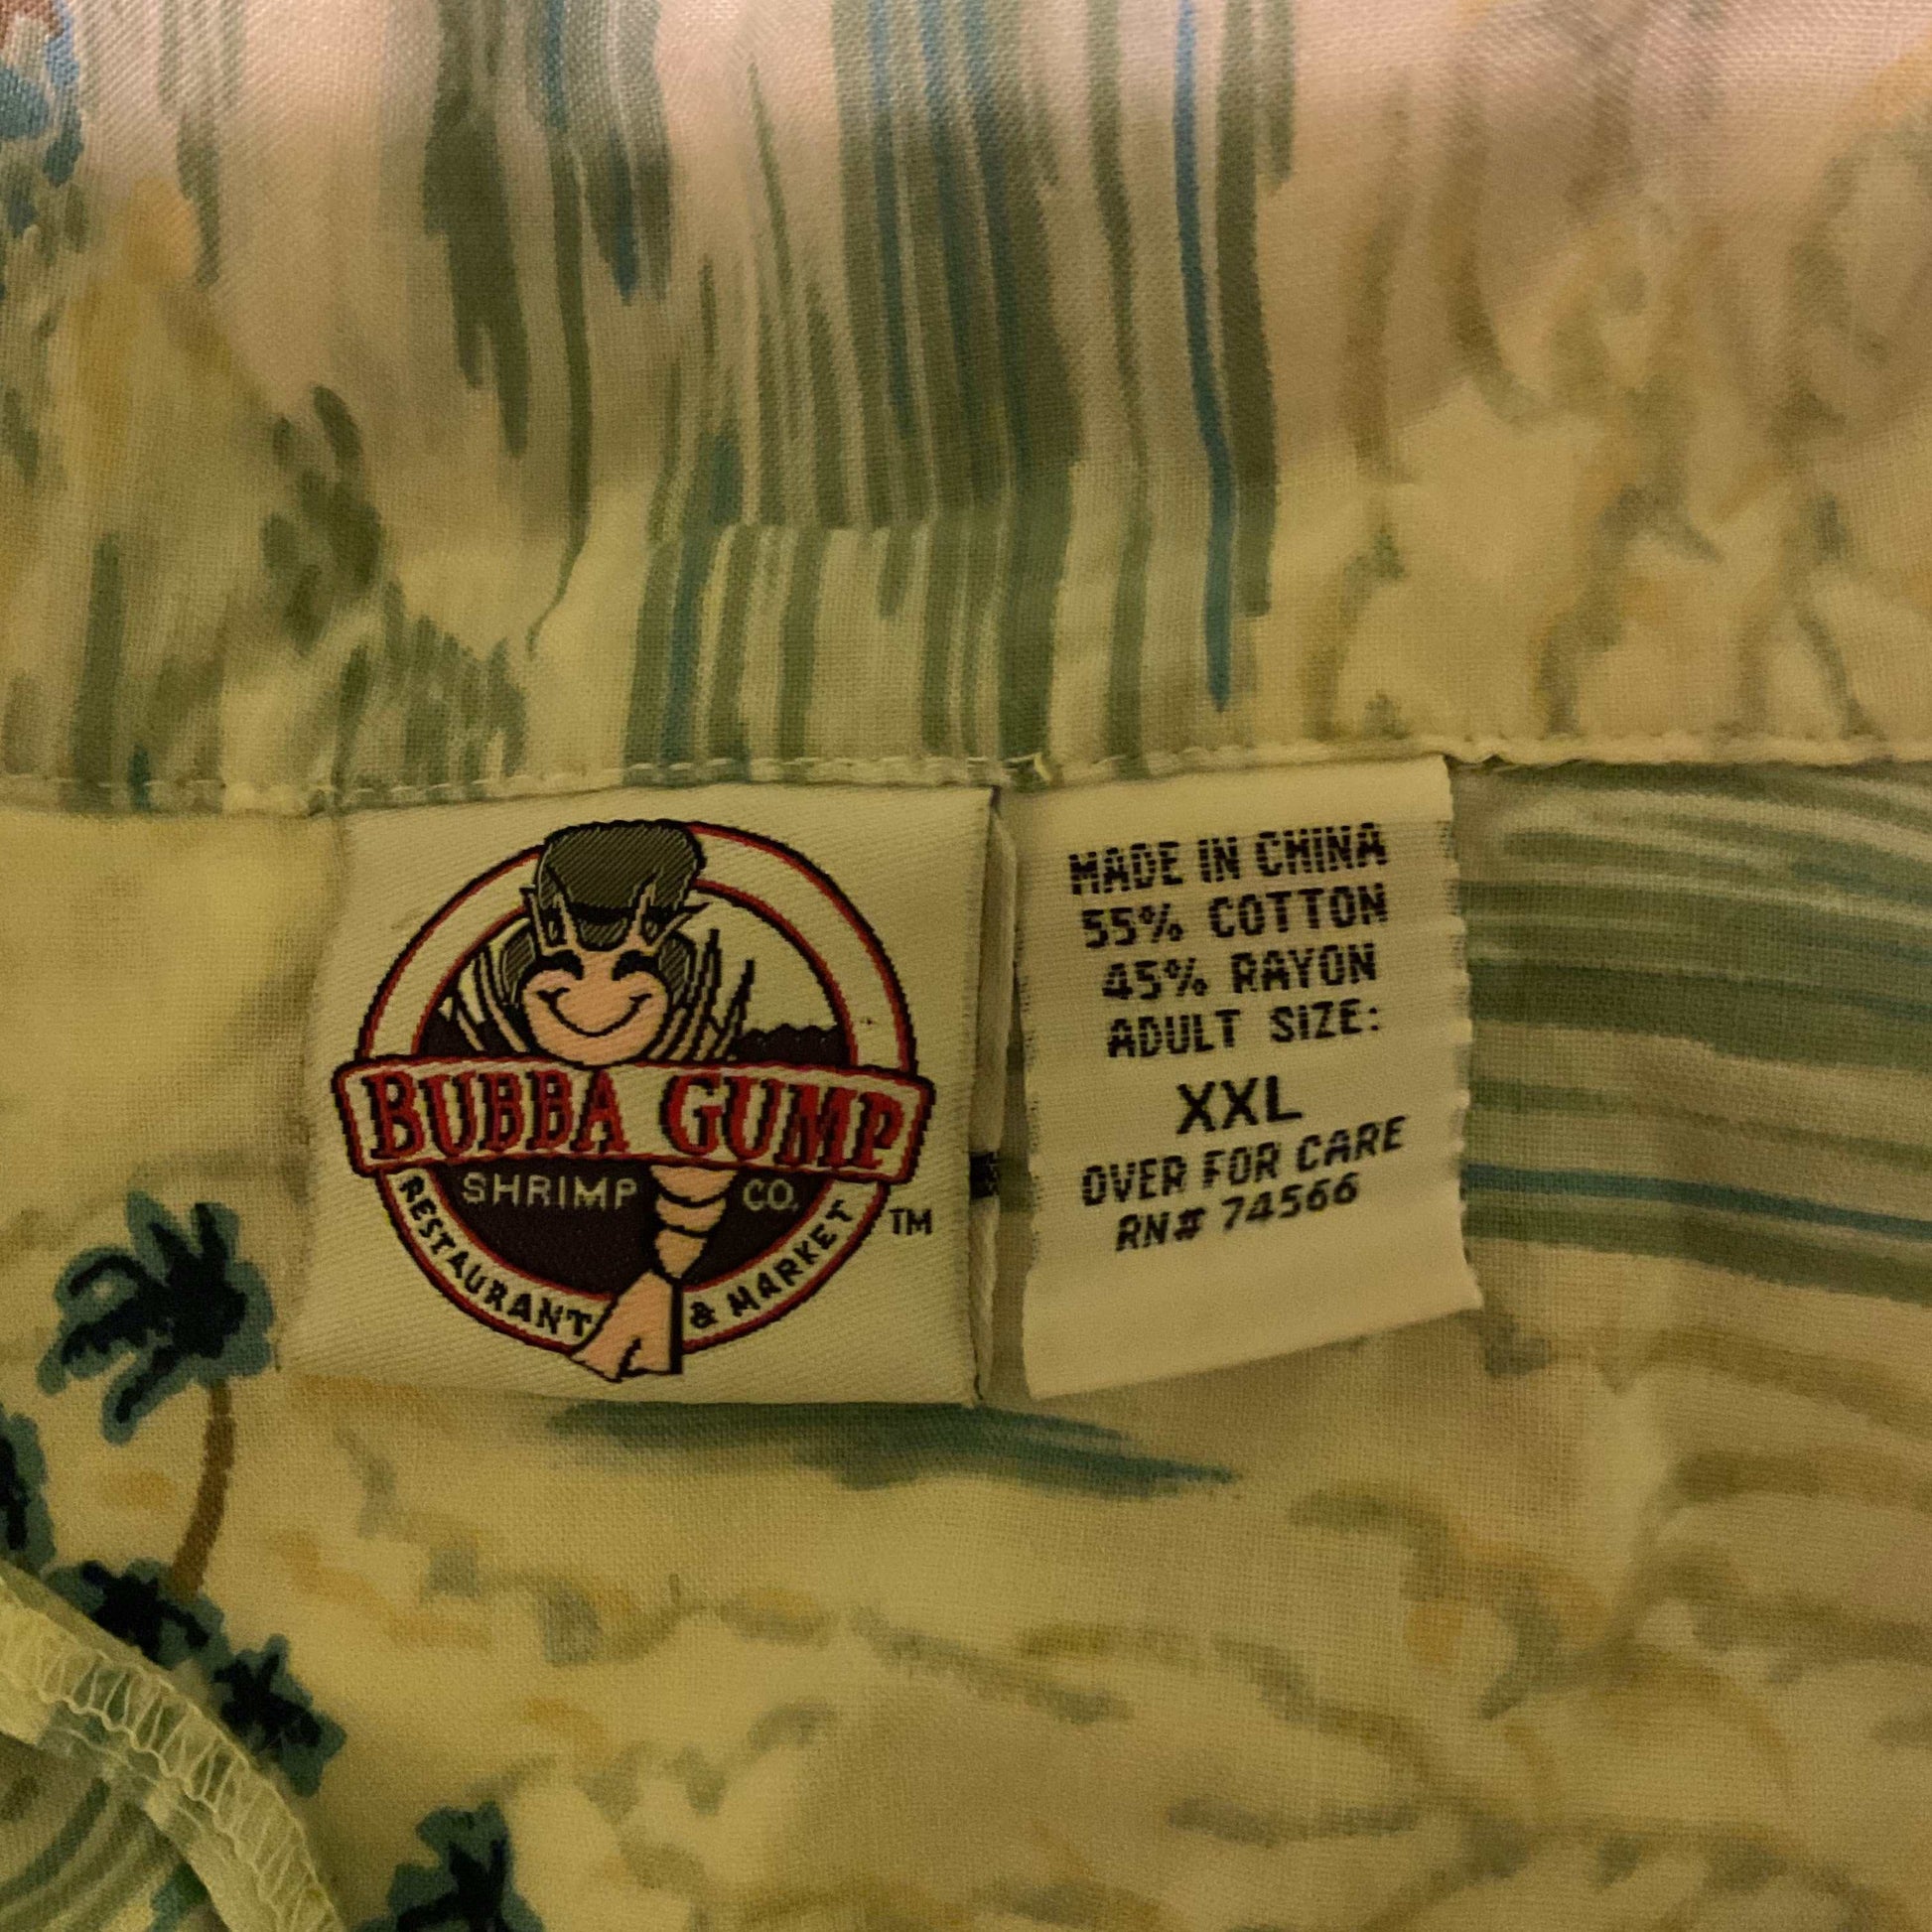 BUBBA GUMP
SHRIMP CO.
RESTAURANT & MARKET
TM
MADE IN CHINA
55% COTTON
45% RAYON
ADULT SIZE:
XXL
OVER FOR CARE
RN# 74566